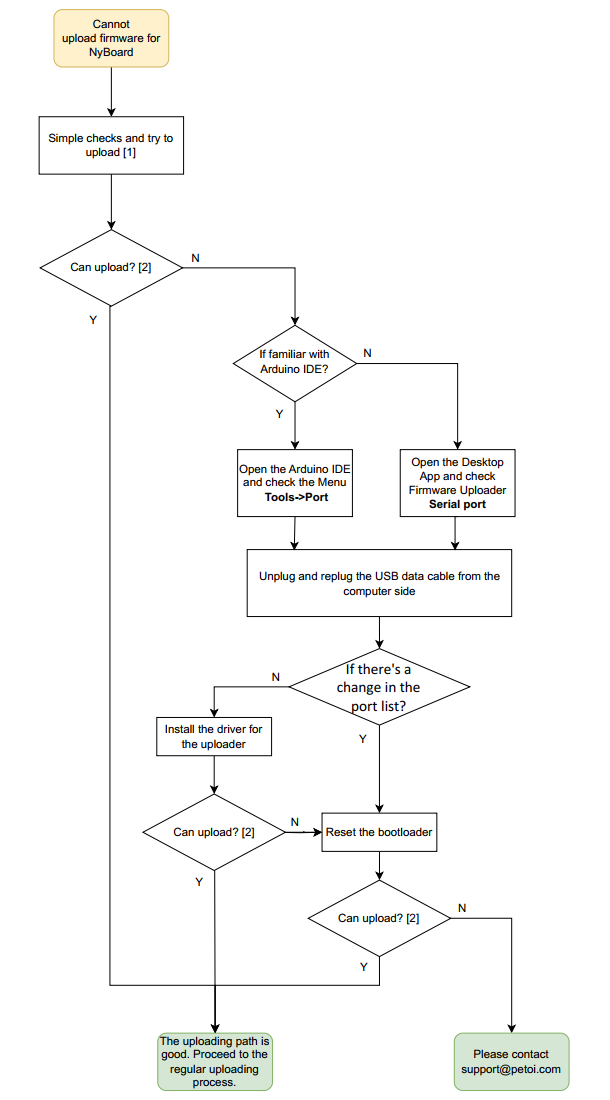 Cannot
upload firmware for
NyBoard
Simple checks and try to
upload [1]
Can upload? [2]
N
Y
If familiar with
Arduino IDE?
N
Y
Open the Arduino IDE
and check the Menu
Tools->Port
Open the Desktop
App and check
Firmware Uploader
Serial port
Unplug and replug the USB data cable from the
computer side
If there's a
change in the
port list?
N
Y
Install the driver for
the uploader
Can upload? [2]
N
Y
Reset the bootloader
Can upload? [2]
N
Y
The uploading path is
good. Proceed to the
regular uploading
process.
Please contact
support@petoi.com